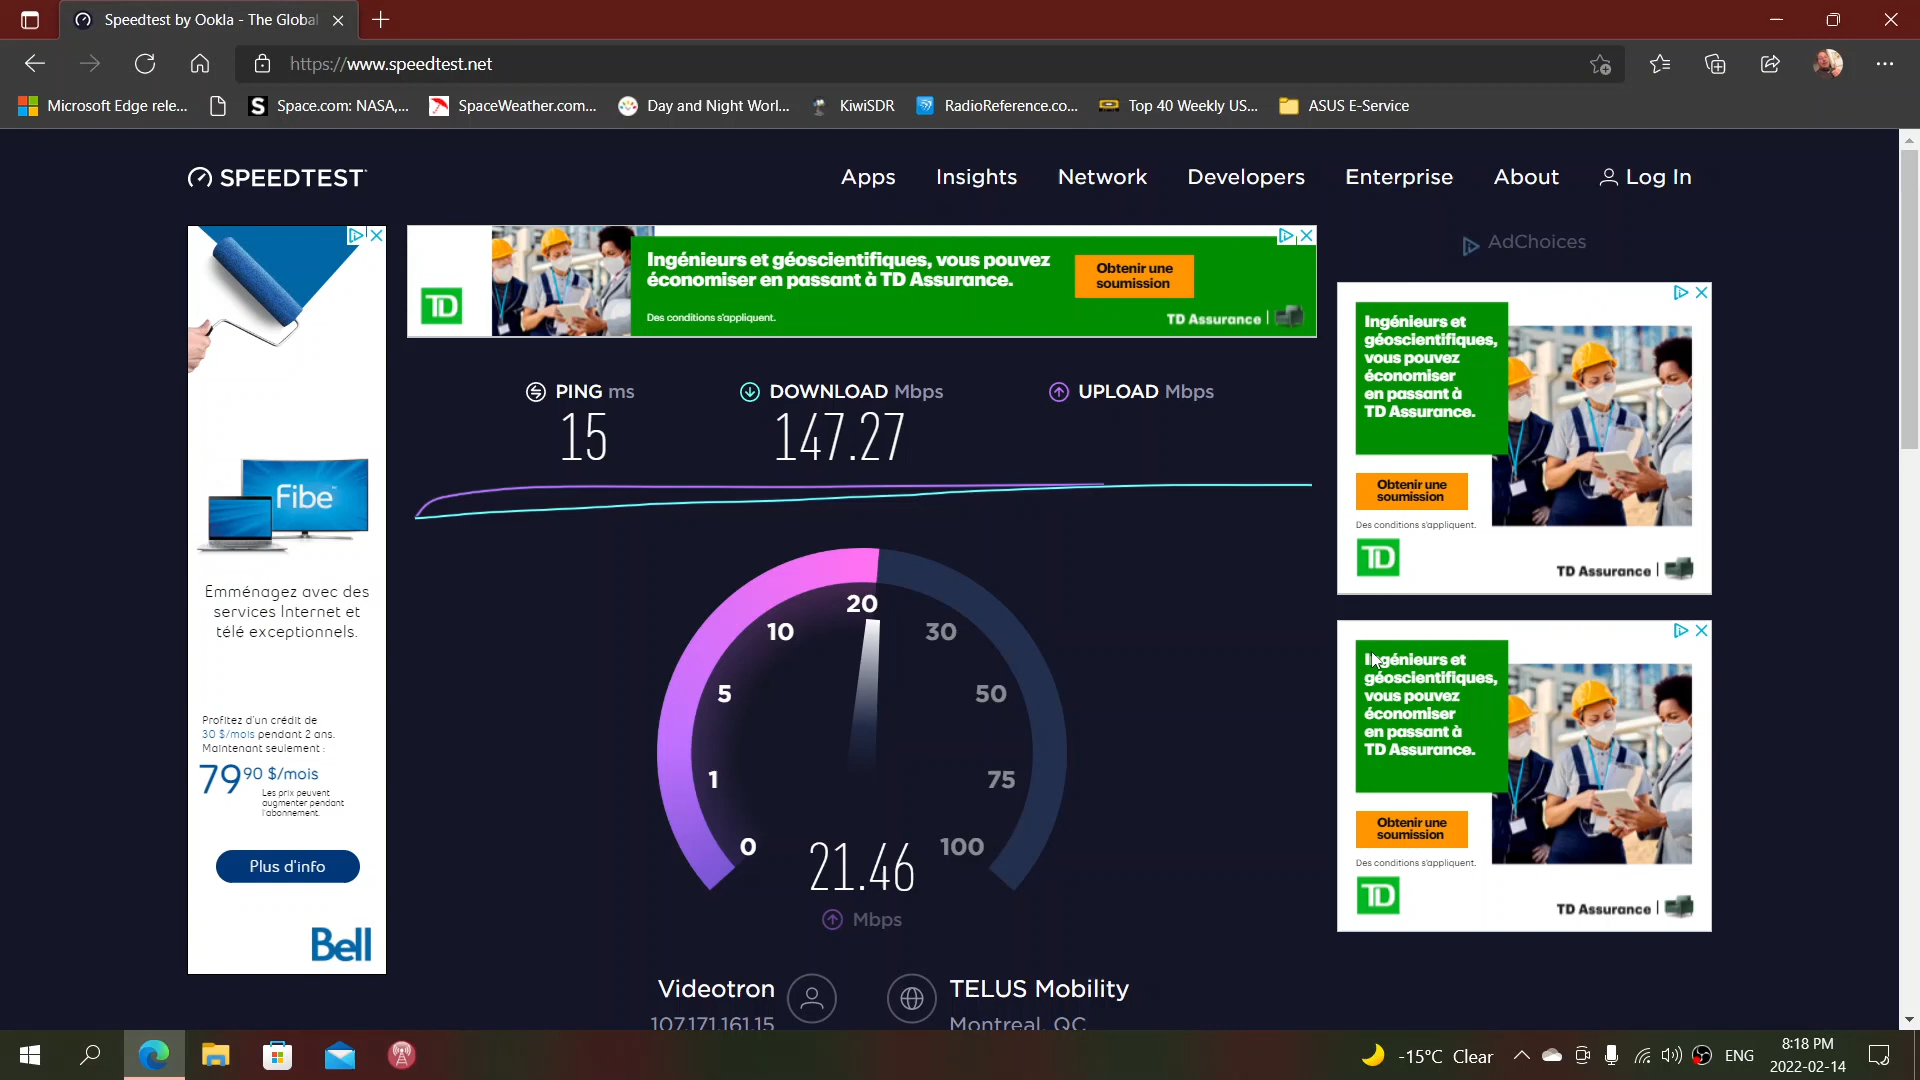 Speedtest by Ookla - The Global
https://www.speedtest.net
Microsoft Edge rele...
Space.com: NASA,...
SpaceWeather.com...
Day and Night Worl...
KiwiSDR
RadioReference.co...
Top 40 Weekly US...
ASUS E-Service
SPEEDTEST
Apps
Insights
Network
Developers
Enterprise
About
Log In
TD
Ingénieurs et géoscientifiques, vous pouvez
économiser en passant à TD Assurance.
Des conditions s'appliquent.
Obtenir une
soumission
TD Assurance
AdChoices
Fibe
Emménagez avec des
services Internet et
télé exceptionnels.
Profitez d'un crédit de
30 $/mois pendant 2 ans.
Maintenant seulement :
79 90 $/mois
Les prix peuvent
augmenter pendant
l'abonnement.
Plus d'info
Bell
PING ms
15
DOWNLOAD Mbps
147.27
UPLOAD Mbps
0
1
5
10
20
30
50
75
100
21.46
Mbps
Videotron
107.171.161.15
TELUS Mobility
Montreal, QC
Ingénieurs et
géoscientifiques,
vous pouvez
économiser
en passant à
TD Assurance.
Obtenir une
soumission
Des conditions s'appliquent.
TD
TD Assurance
Ingénieurs et
géoscientifiques,
vous pouvez
économiser
en passant à
TD Assurance.
Obtenir une
soumission
Des conditions s'appliquent.
TD
TD Assurance
-15°C Clear
ENG
8:18 PM
2022-02-14